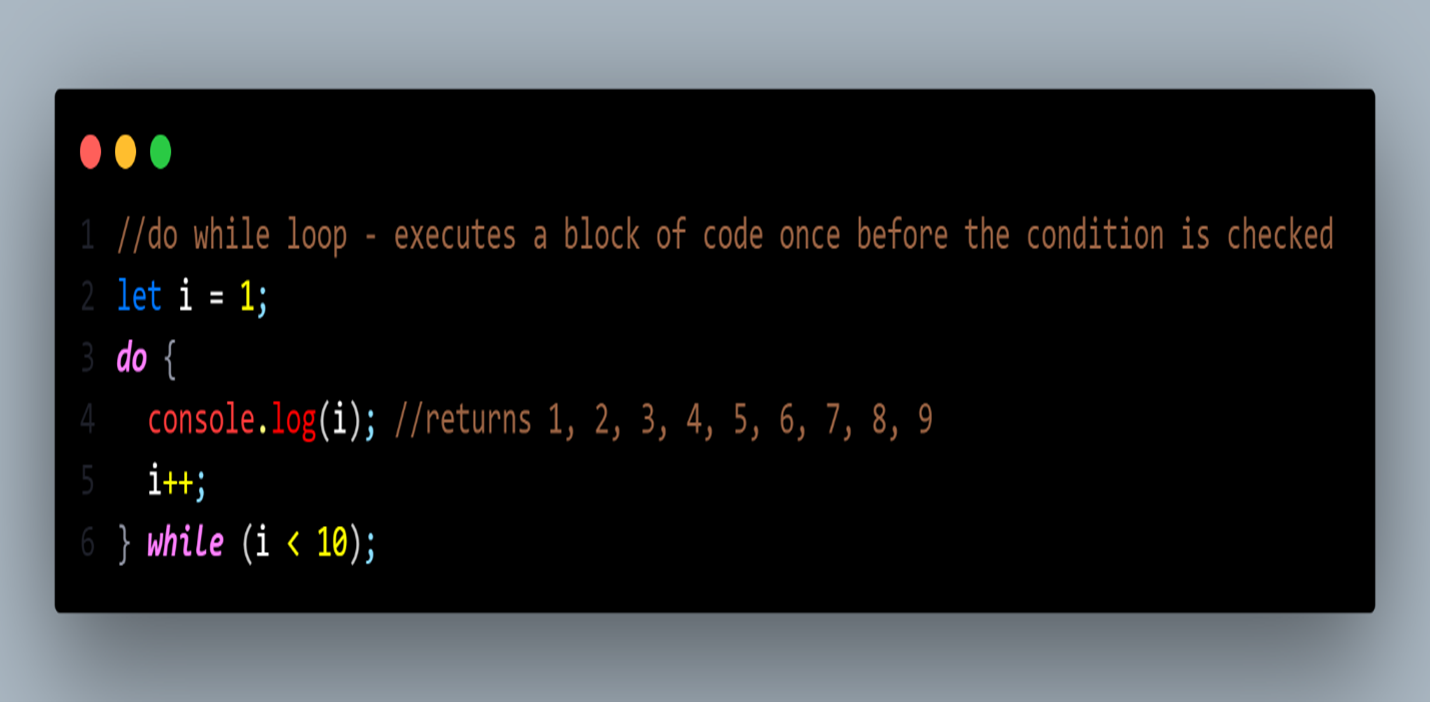 1 //do while loop - executes a block of code once before the condition is checked
2 let i = 1;
3 do {
4   console.log(i); //returns 1, 2, 3, 4, 5, 6, 7, 8, 9
5   i++;
6 } while (i < 10);